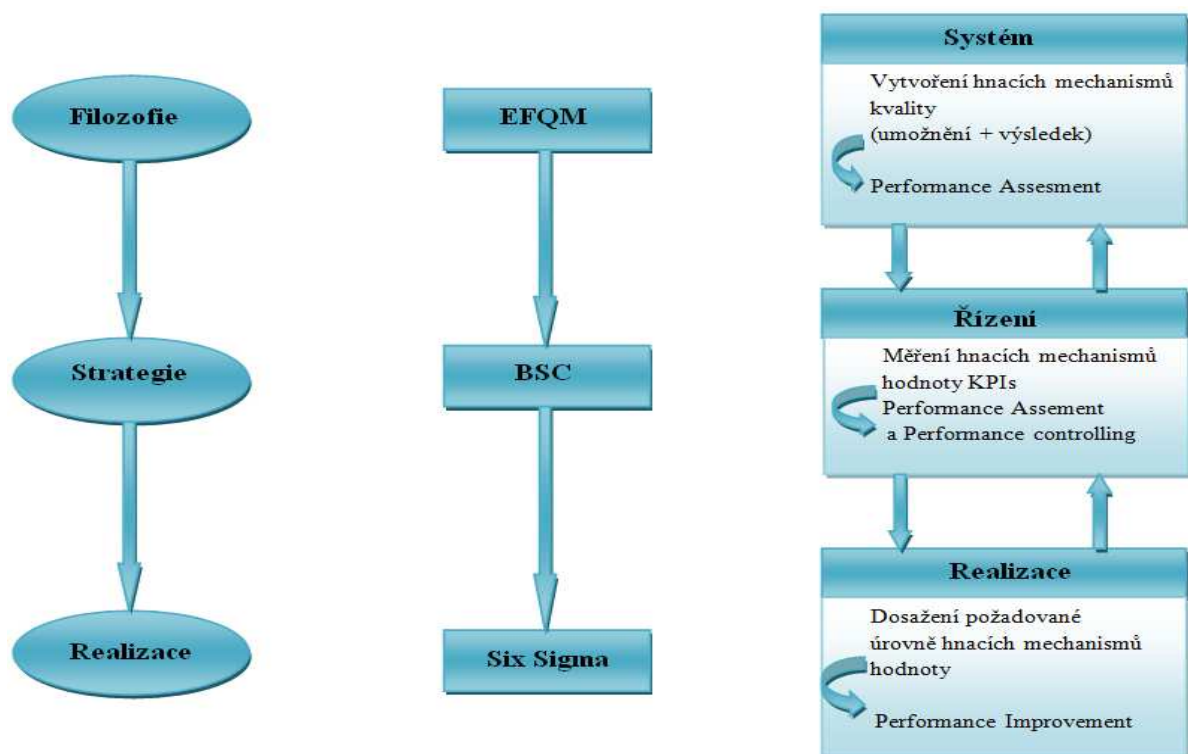 Filozofie
Strategie
Realizace
EFQM
BSC
Six Sigma
Systém
Vytvoření hnacích mechanismů
kvality
(umožnění + výsledek)
Performance Assesment
Řízení
Měření hnacích mechanismů
hodnoty KPIs
Performance Assement
a Performance controlling
Realizace
Dosažení požadované
úrovně hnacích mechanismů
hodnoty
Performance Improvement